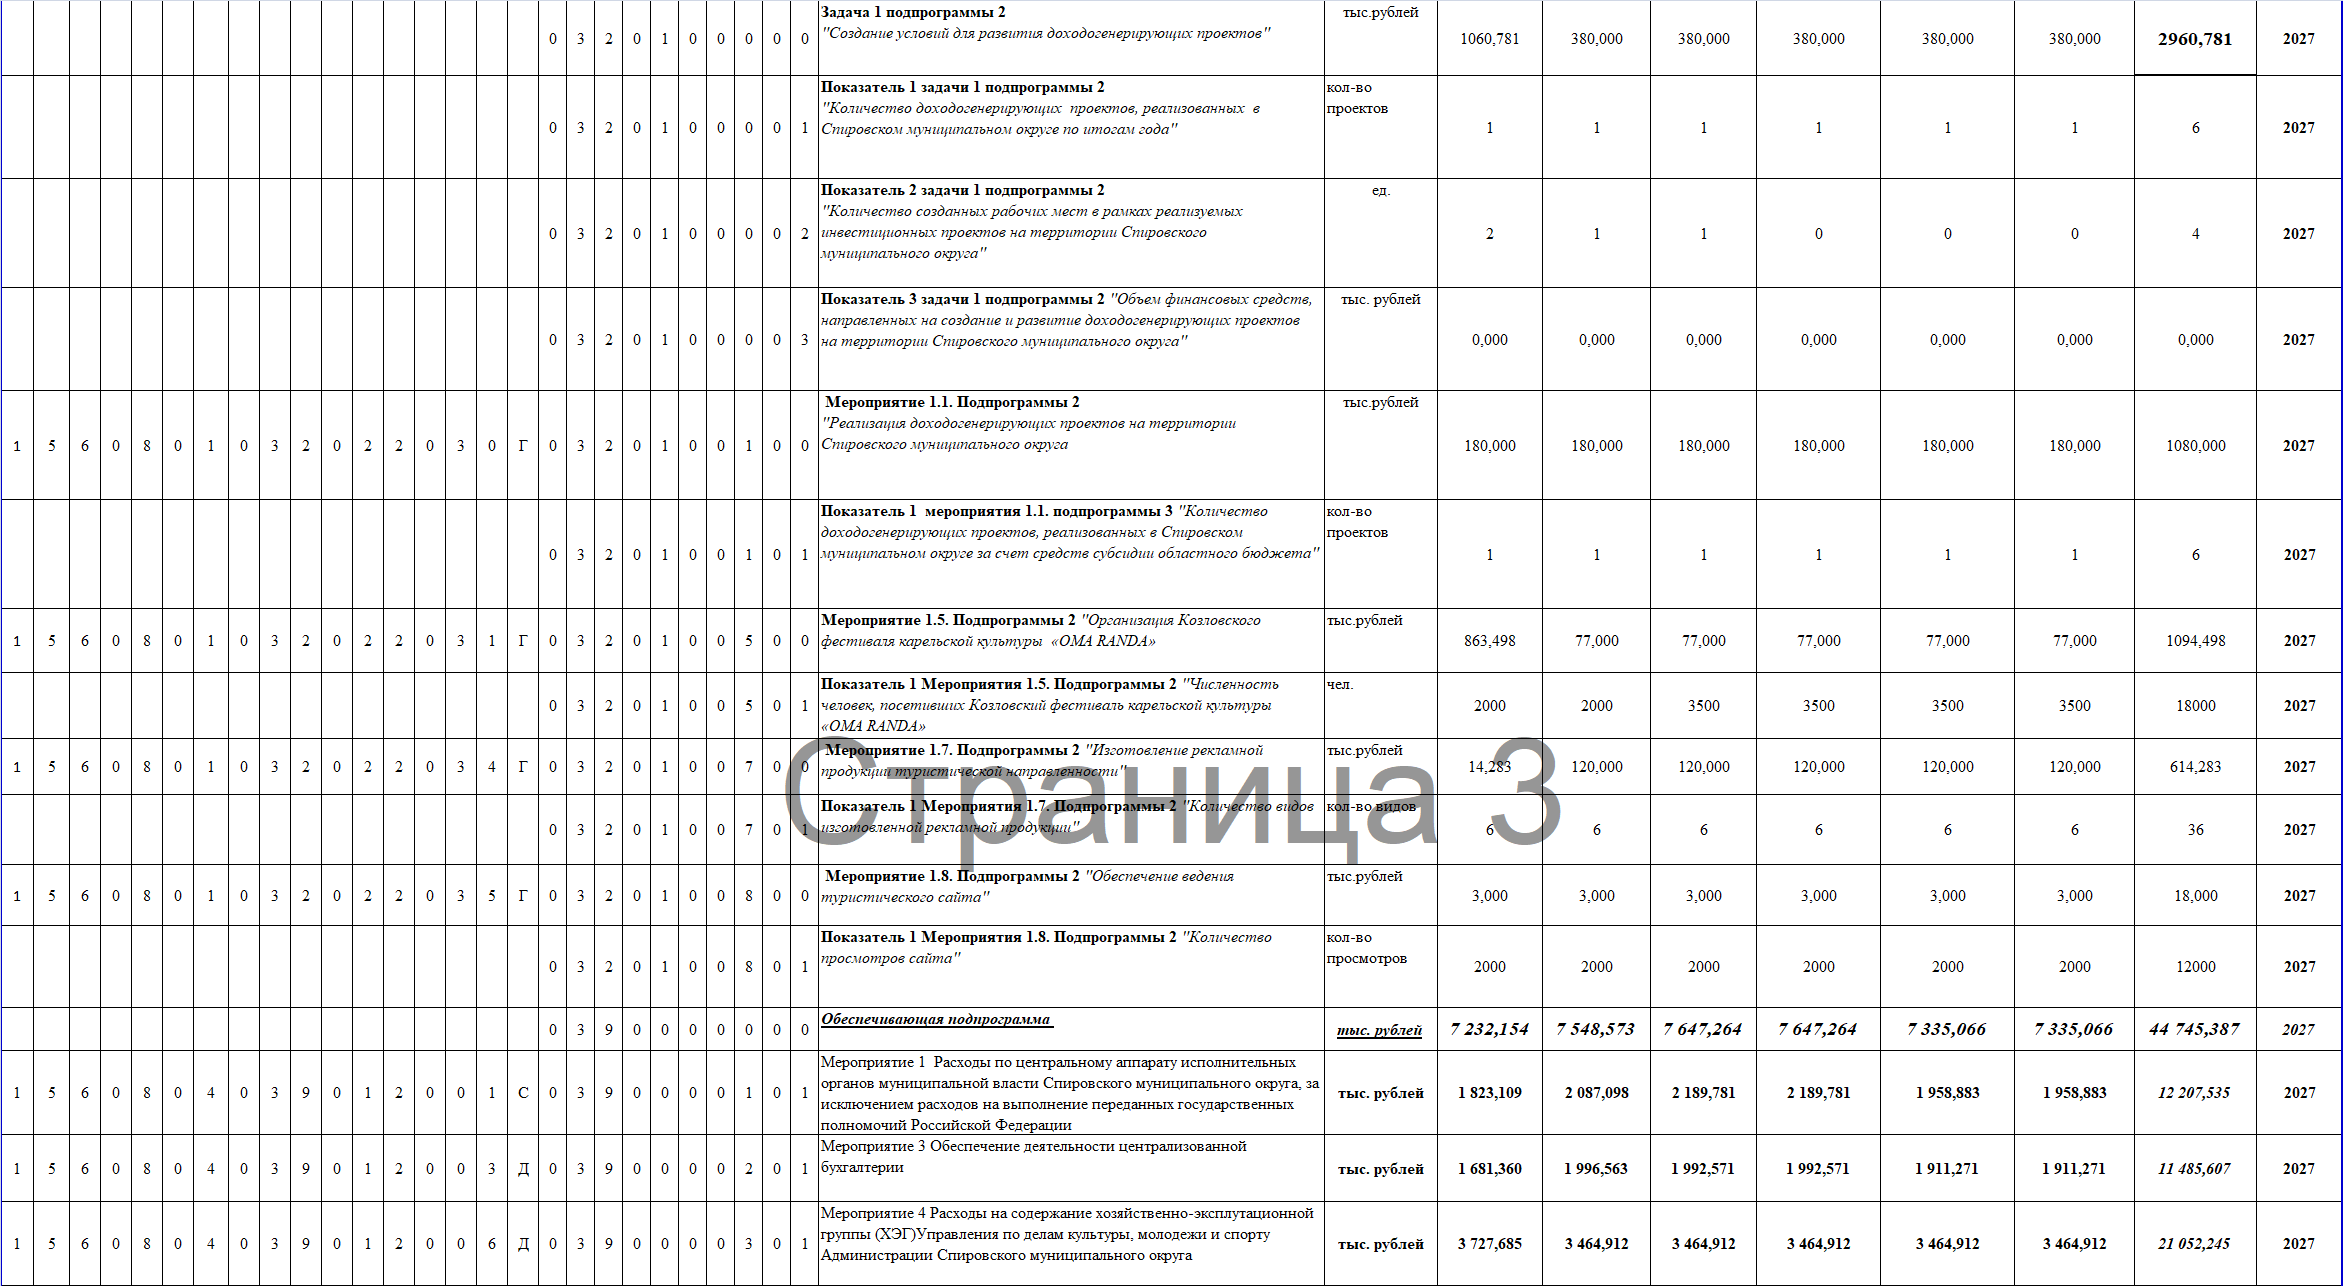 0 3 2 0 1 0 0 0 0 0 Задача 1 подпрограммы 2 тыс.рублей 1060,781 380,000 380,000 380,000 380,000 380,000 2960,781 2027
"Создание условий для развития доходогенерирующих проектов"
0 3 2 0 1 0 0 0 0 1 Показатель 1 задачи 1 подпрограммы 2 кол-во 1 1 1 1 1 1 6 2027
"Количество доходогенерирующих проектов, реализованных в проектов
Спировском муниципальном округе по итогам года"
0 3 2 0 1 0 0 0 0 2 Показатель 2 задачи 1 подпрограммы 2 ед. 2 1 1 0 0 0 4 2027
"Количество созданных рабочих мест в рамках реализуемых
инвестиционных проектов на территории Спировского
муниципального округа"
0 3 2 0 1 0 0 0 0 3 Показатель 3 задачи 1 подпрограммы 2 "Объем финансовых средств, тыс. рублей 0,000 0,000 0,000 0,000 0,000 0,000 0,000 2027
направленных на создание и развитие доходогенерирующих проектов
на территории Спировского муниципального округа"
1 5 6 0 8 0 1 0 3 2 0 2 2 0 3 0 Г 0 3 2 0 1 0 0 1 0 0 Мероприятие 1.1. Подпрограммы 2 тыс.рублей 180,000 180,000 180,000 180,000 180,000 180,000 1080,000 2027
"Реализация доходогенерирующих проектов на территории
Спировского муниципального округа
0 3 2 0 1 0 0 1 0 1 Показатель 1 мероприятия 1.1. подпрограммы 3 "Количество кол-во 1 1 1 1 1 1 6 2027
доходогенерирующих проектов, реализованных в Спировском проектов
муниципальном округе за счет средств субсидии областного бюджета"
1 5 6 0 8 0 1 0 3 2 0 2 2 0 3 1 Г 0 3 2 0 1 0 0 5 0 0 Мероприятие 1.5. Подпрограммы 2 "Организация Козловского тыс.рублей 863,498 77,000 77,000 77,000 77,000 77,000 1094,498 2027
фестиваля карельской культуры «OMA RANDA»
0 3 2 0 1 0 0 5 0 1 Показатель 1 Мероприятия 1.5. Подпрограммы 2 "Численность чел. 2000 2000 3500 3500 3500 3500 18000 2027
человек, посетивших Козловский фестиваль карельской культуры
«OMA RANDA»
1 5 6 0 8 0 1 0 3 2 0 2 2 0 3 4 Г 0 3 2 0 1 0 0 7 0 0 Мероприятие 1.7. Подпрограммы 2 "Изготовление рекламной тыс.рублей 14,283 120,000 120,000 120,000 120,000 120,000 614,283 2027
продукции туристической направленности"
Страница 3
0 3 2 0 1 0 0 7 0 1 Показатель 1 Мероприятия 1.7. Подпрограммы 2 "Количество видов кол-во видов 6 6 6 6 6 6 36 2027
изготовленной рекламной продукции"
1 5 6 0 8 0 1 0 3 2 0 2 2 0 3 5 Г 0 3 2 0 1 0 0 8 0 0 Мероприятие 1.8. Подпрограммы 2 "Обеспечение ведения тыс.рублей 3,000 3,000 3,000 3,000 3,000 3,000 18,000 2027
туристического сайта"
0 3 2 0 1 0 0 8 0 1 Показатель 1 Мероприятия 1.8. Подпрограммы 2 "Количество кол-во 2000 2000 2000 2000 2000 2000 12000 2027
просмотров сайта" просмотров
0 3 9 0 0 0 0 0 0 0 Обеспечивающая подпрограмма тыс. рублей 7 232,154 7 548,573 7 647,264 7 647,264 7 335,066 7 335,066 44 745,387 2027
1 5 6 0 8 0 4 0 3 9 0 1 2 0 0 1 С 0 3 9 0 0 0 0 1 0 1 Мероприятие 1 Расходы по центральному аппарату исполнительных тыс. рублей 1 823,109 2 087,098 2 189,781 2 189,781 1 958,883 1 958,883 12 207,535 2027
органов муниципальной власти Спировского муниципального округа, за
исключением расходов на выполнение переданных государственных
полномочий Российской Федерации
1 5 6 0 8 0 4 0 3 9 0 1 2 0 0 3 Д 0 3 9 0 0 0 0 2 0 1 Мероприятие 3 Обеспечение деятельности централизованной тыс. рублей 1 681,360 1 996,563 1 992,571 1 992,571 1 911,271 1 911,271 11 485,607 2027
бухгалтерии
1 5 6 0 8 0 4 0 3 9 0 1 2 0 0 6 Д 0 3 9 0 0 0 0 3 0 1 Мероприятие 4 Расходы на содержание хозяйственно-эксплутационной тыс. рублей 3 727,685 3 464,912 3 464,912 3 464,912 3 464,912 3 464,912 21 052,245 2027
группы (ХЭГ)Управления по делам культуры, молодежи и спорту
Администрации Спировского муниципального округа